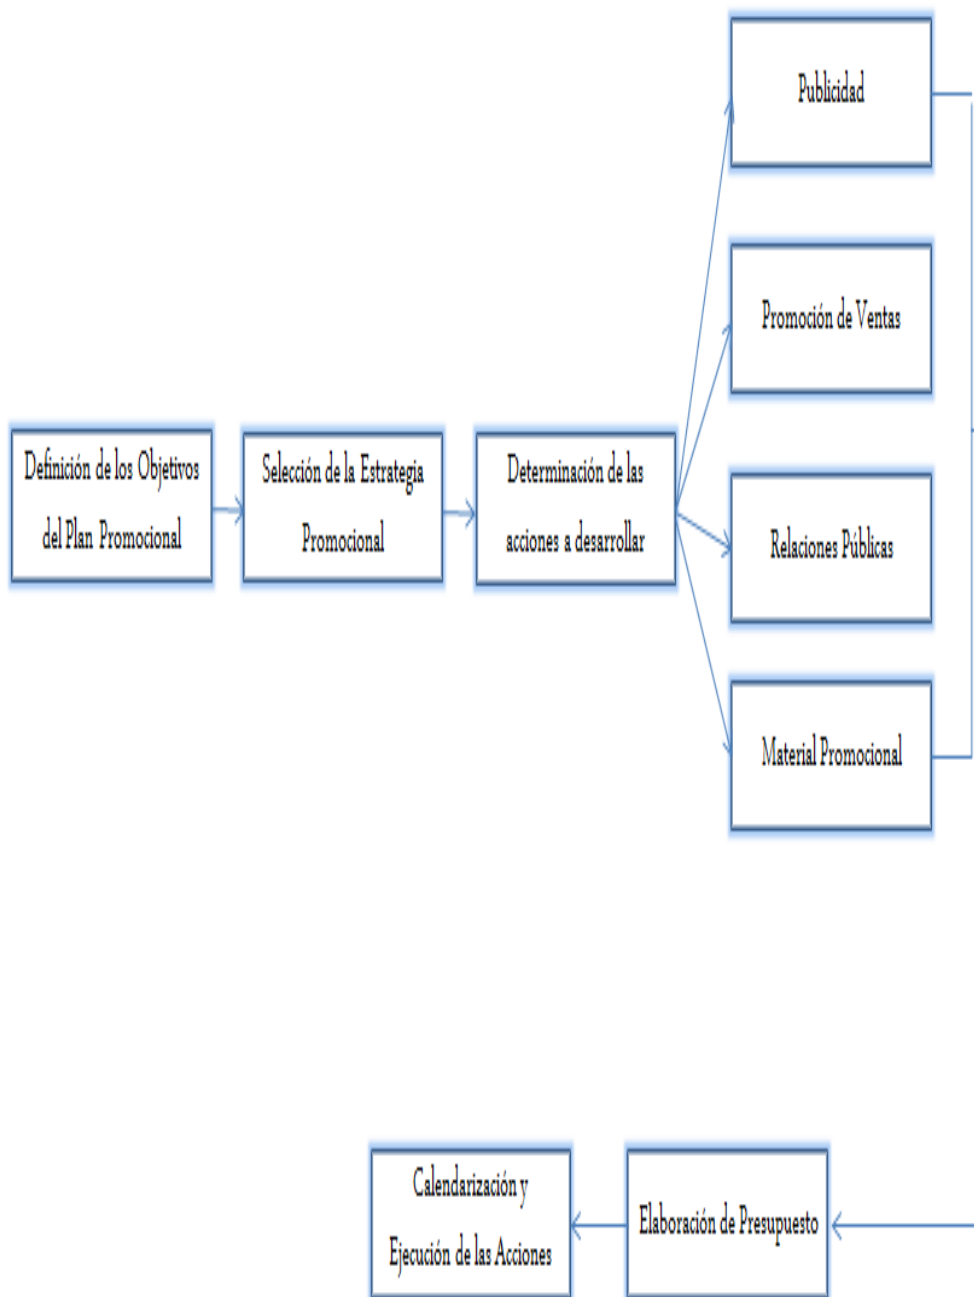 Publicidad
Promoción de Ventas
Definición de los Objetivos
del Plan Promocional
Selección de la Estrategia
Promocional
Determinación de las
acciones a desarrollar
Relaciones Públicas
Material Promocional
Calendarización y
Ejecución de las Acciones
Elaboración de Presupuesto